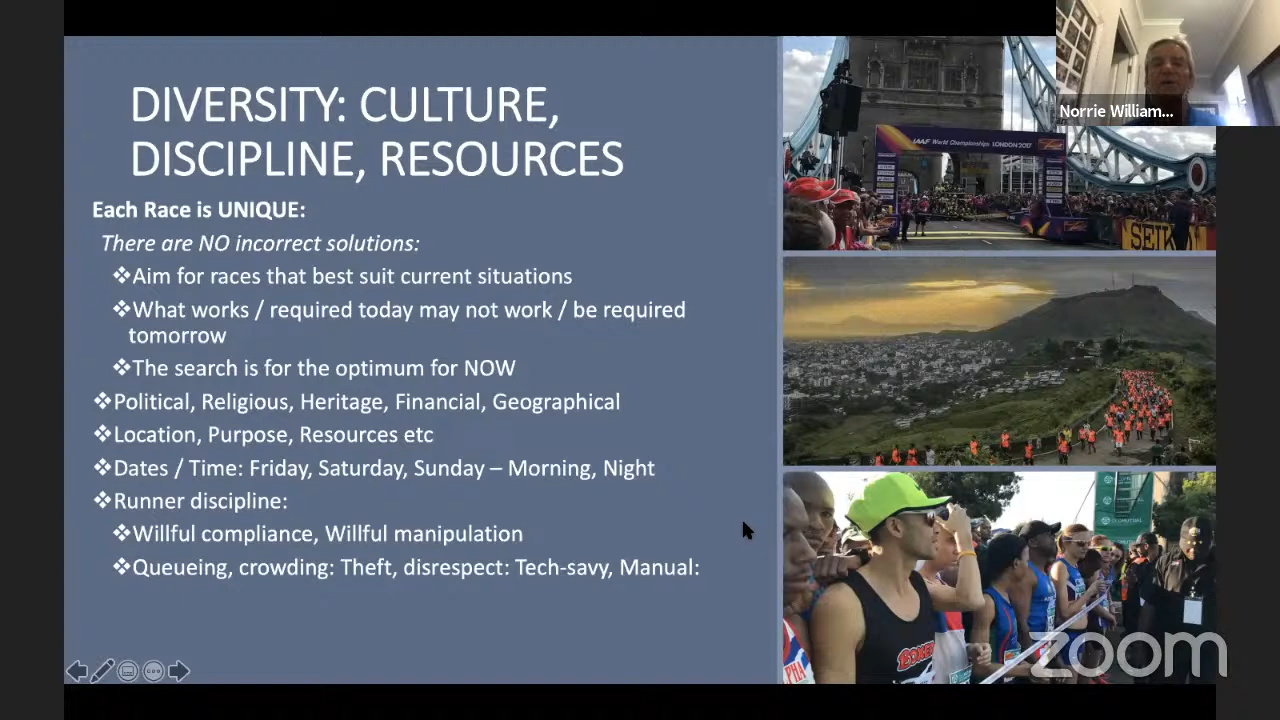 DIVERSITY: CULTURE,
DISCIPLINE, RESOURCES
Each Race is UNIQUE:
There are NO incorrect solutions:
❖Aim for races that best suit current situations
❖What works / required today may not work / be required
tomorrow
❖The search is for the optimum for NOW
❖Political, Religious, Heritage, Financial, Geographical
❖Location, Purpose, Resources etc
❖Dates / Time: Friday, Saturday, Sunday – Morning, Night
❖Runner discipline:
❖Willful compliance, Willful manipulation
❖Queueing, crowding: Theft, disrespect: Tech-savy, Manual:
Norrie William...
IAAF World Championships LONDON 2017
SEIKO
zoom